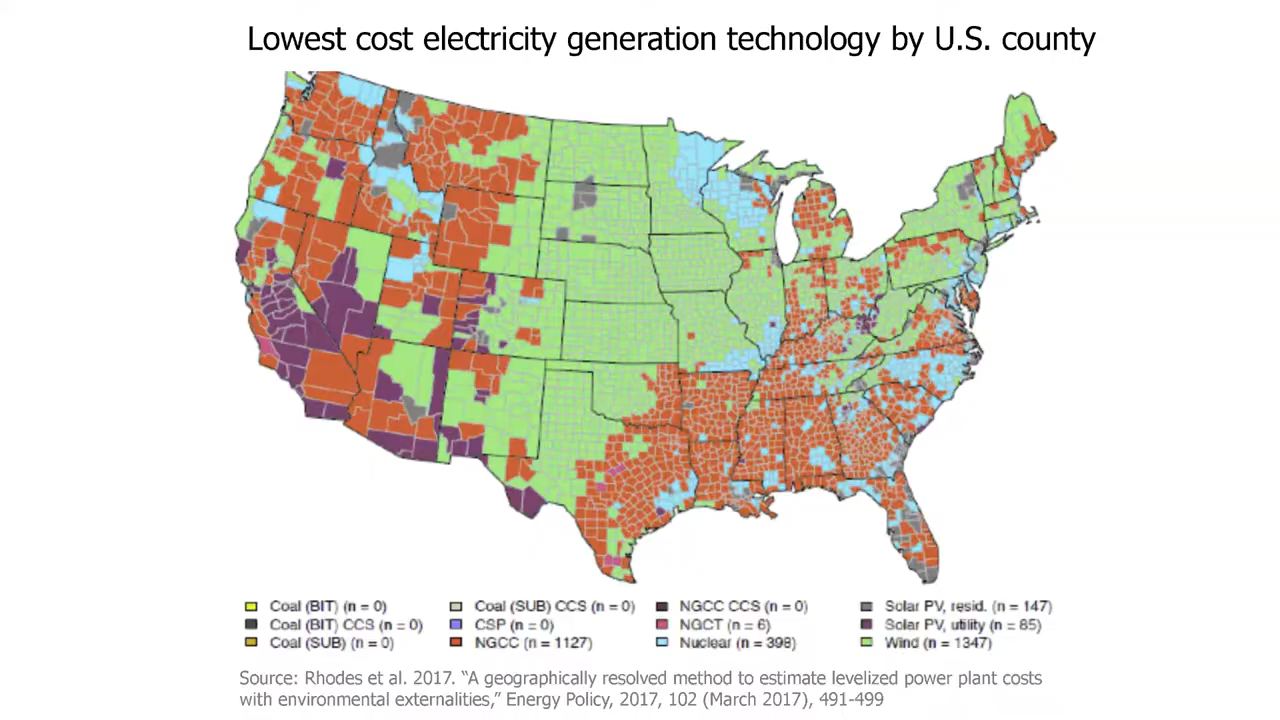 Lowest cost electricity generation technology by U.S. county
Coal (BIT) (n = 0)
Coal (BIT) CCS (n = 0)
Coal (SUB) (n = 0)
Coal (SUB) CCS (n = 0)
CSP (n = 0)
NGCC (n = 1127)
NGCC CCS (n = 0)
NGCT (n = 6)
Nuclear (n = 398)
Solar PV, resid. (n = 147)
Solar PV, utility (n = 85)
Wind (n = 1347)
Source: Rhodes et al. 2017. “A geographically resolved method to estimate levelized power plant costs
with environmental externalities,” Energy Policy, 2017, 102 (March 2017), 491-499